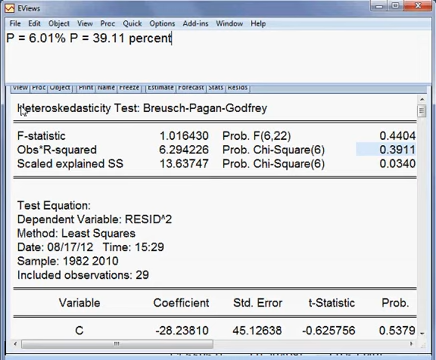 EViews
File Edit Object View Proc Quick Options Add-ins Window Help
P = 6.01% P = 39.11 percent
View Proc Object Print Name Freeze Estimate Forecast Stats Resids
Heteroskedasticity Test: Breusch-Pagan-Godfrey
F-statistic 1.016430 Prob. F(6,22) 0.4404
Obs*R-squared 6.294226 Prob. Chi-Square(6) 0.3911
Scaled explained SS 13.63747 Prob. Chi-Square(6) 0.0340
Test Equation:
Dependent Variable: RESID^2
Method: Least Squares
Date: 08/17/12 Time: 15:29
Sample: 1982 2010
Included observations: 29
Variable Coefficient Std. Error t-Statistic Prob.
C -28.23810 45.12638 -0.625756 0.5379